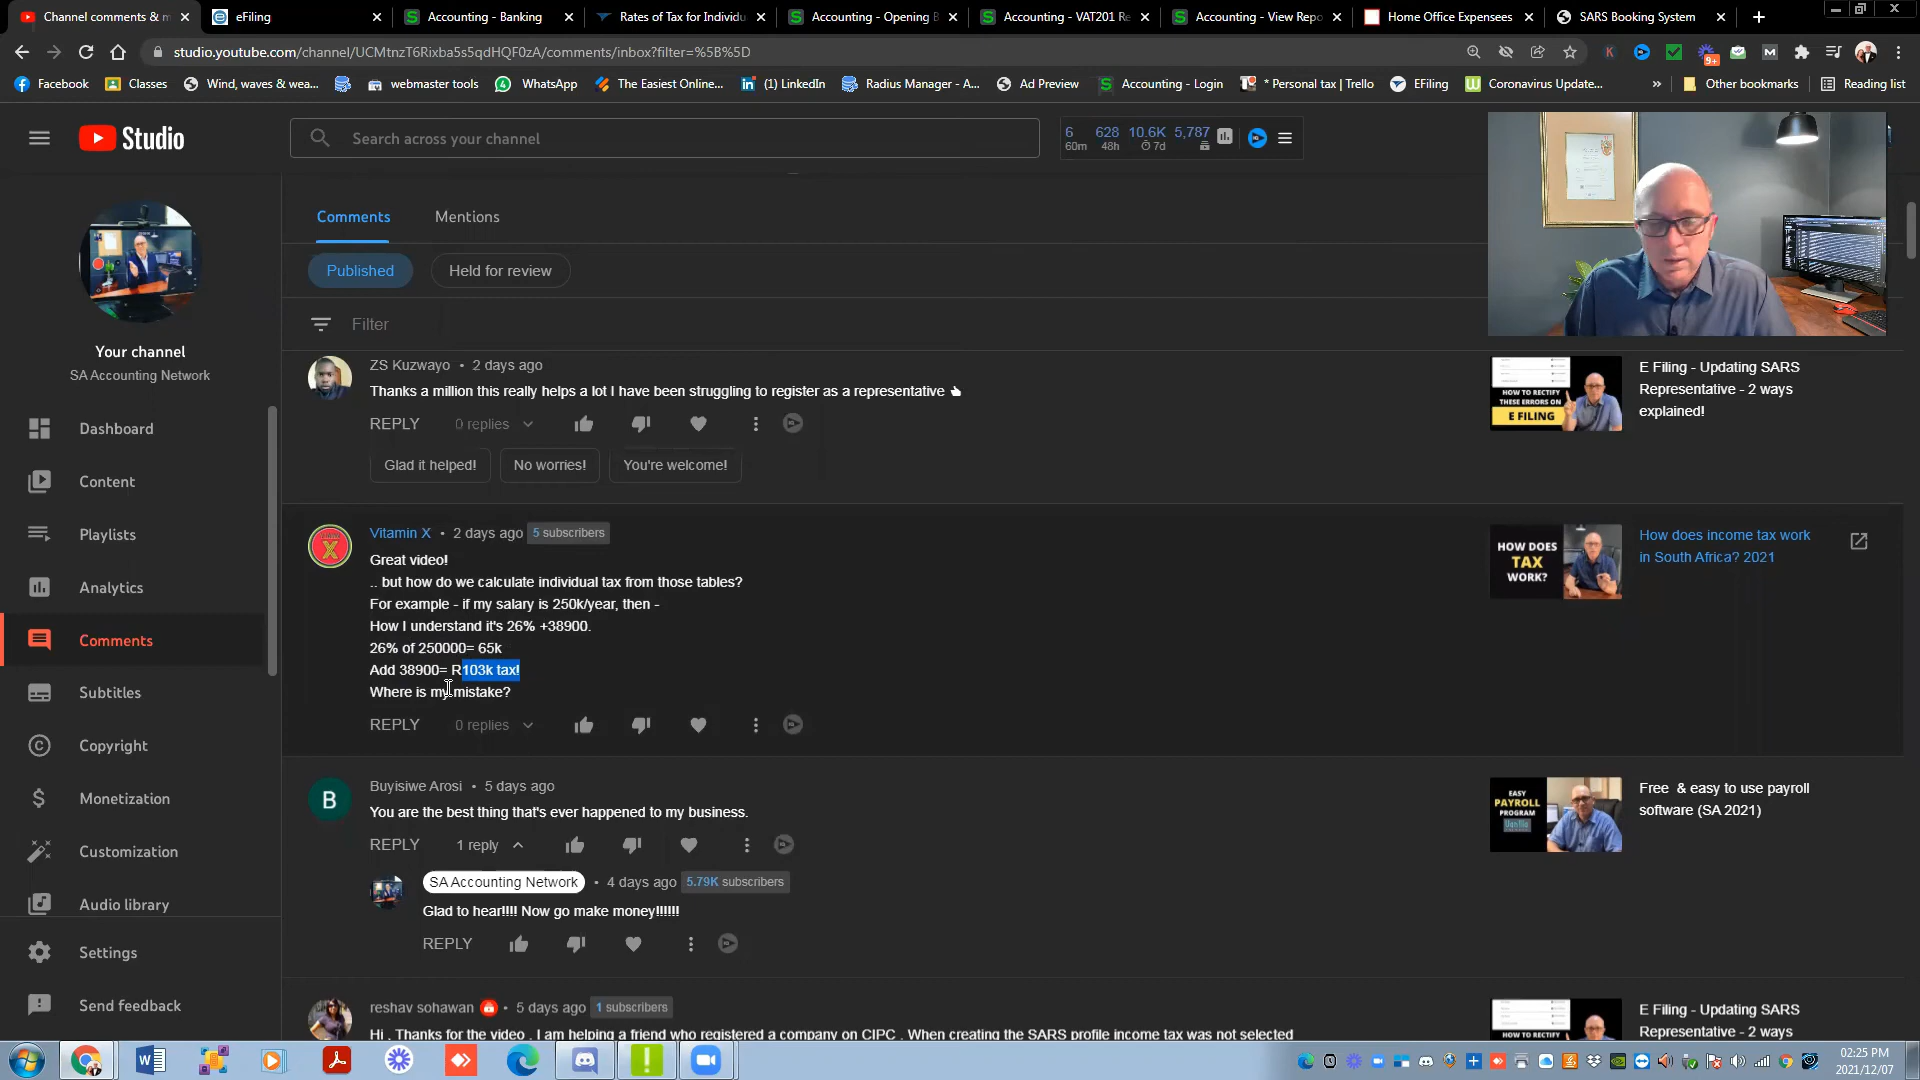 Channel comments & m
eFiling
Accounting - Banking
Rates of Tax for Individu
Accounting - Opening B
Accounting - VAT201 Re
Accounting - View Repo
Home Office Expensees
SARS Booking System
studio.youtube.com/channel/UCMtnzT6Rixba5s5qdHQF0zA/comments/inbox?filter=%5B%5D
9+
Facebook
Classes
Wind, waves & wea...
webmaster tools
WhatsApp
The Easiest Online...
(1) LinkedIn
Radius Manager - A...
Ad Preview
Accounting - Login
* Personal tax | Trello
EFiling
Coronavirus Update...
Other bookmarks
Reading list
Studio
Search across your channel
6 628 10.6K 5,787
60m 48h 7d
Your channel
SA Accounting Network
Dashboard
Content
Playlists
Analytics
Comments
Subtitles
Copyright
Monetization
Customization
Audio library
Settings
Send feedback
Comments Mentions
Published Held for review
Filter
ZS Kuzwayo • 2 days ago
Thanks a million this really helps a lot I have been struggling to register as a representative
REPLY 0 replies
Glad it helped! No worries! You're welcome!
HOW TO RECTIFY
THESE ERRORS ON
E FILING
E Filing - Updating SARS
Representative - 2 ways
explained!
Vitamin X • 2 days ago 5 subscribers
Great video!
.. but how do we calculate individual tax from those tables?
For example - if my salary is 250k/year, then -
How I understand it's 26% +38900.
26% of 250000= 65k
Add 38900= R103k tax!
Where is my mistake?
REPLY 0 replies
HOW DOES
TAX
WORK?
How does income tax work
in South Africa? 2021
B
Buyisiwe Arosi • 5 days ago
You are the best thing that's ever happened to my business.
REPLY 1 reply
EASY
PAYROLL
PROGRAM
Free & easy to use payroll
software (SA 2021)
SA Accounting Network • 4 days ago 5.79K subscribers
Glad to hear!!!! Now go make money!!!!!!
REPLY
reshav sohawan • 5 days ago 1 subscribers
Hi , Thanks for the video . I am helping a friend who registered a company on CIPC . When creating the SARS profile income tax was not selected
E Filing - Updating SARS
Representative - 2 ways
02:25 PM
2021/12/07